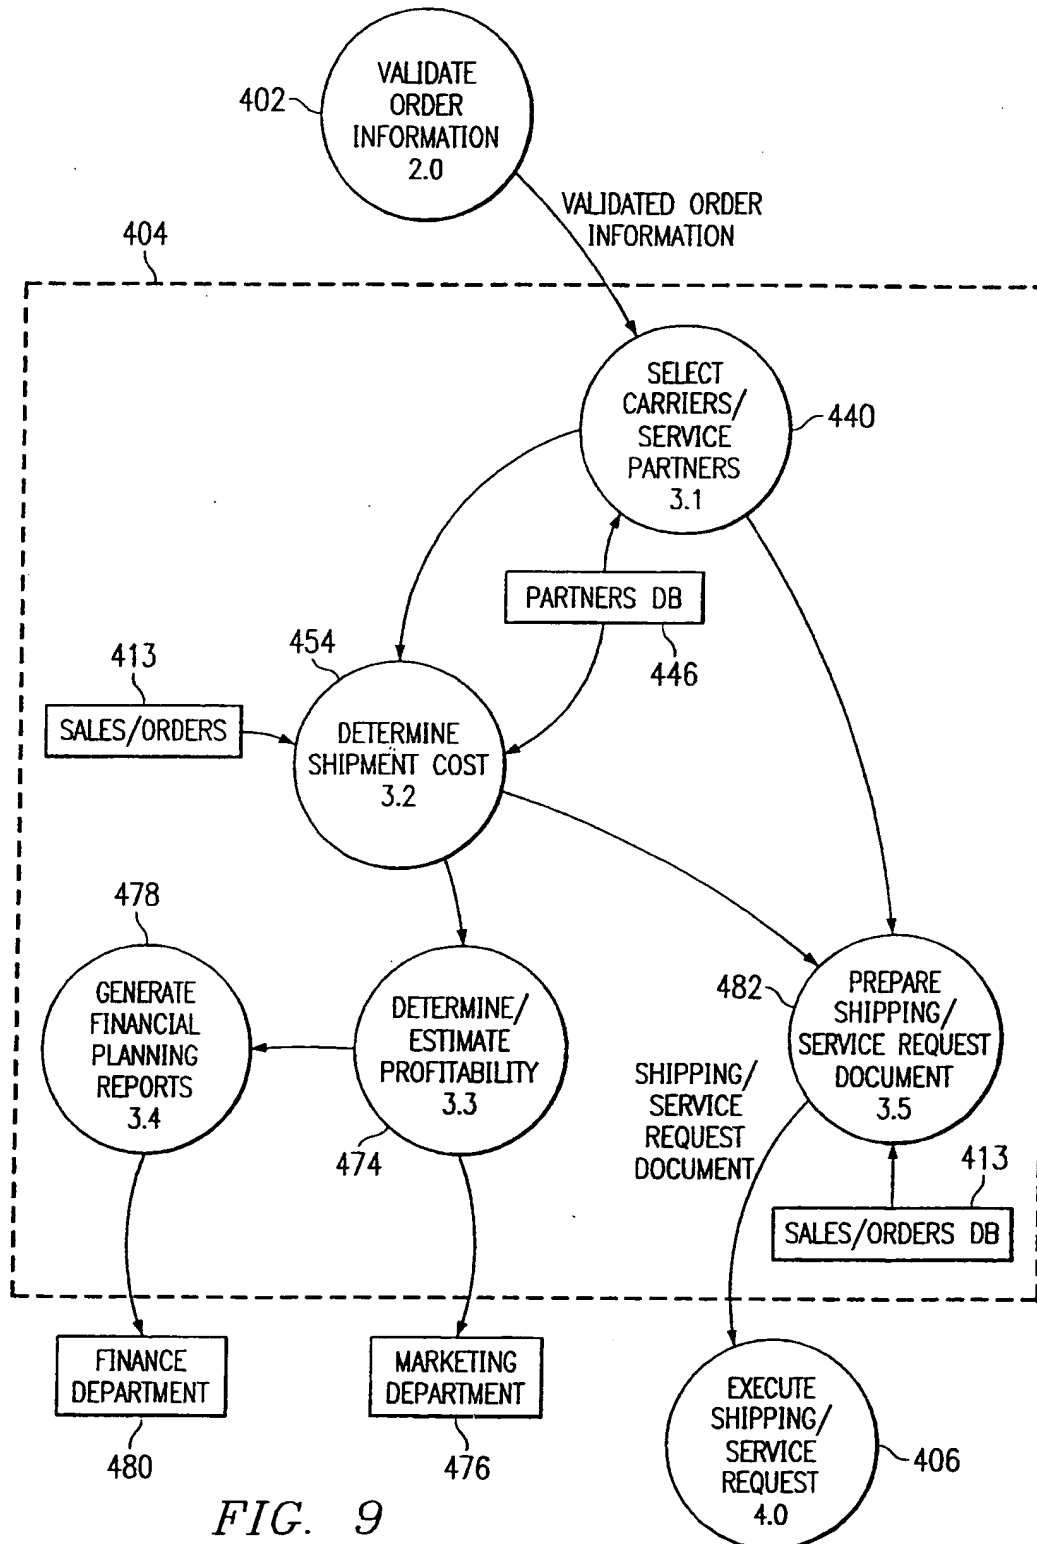 VALIDATE
ORDER
INFORMATION
2.0
402
VALIDATED ORDER
INFORMATION
404
SELECT
CARRIERS/
SERVICE
PARTNERS
3.1
440
PARTNERS DB
446
454
413
SALES/ORDERS
DETERMINE
SHIPMENT COST
3.2
478
GENERATE
FINANCIAL
PLANNING
REPORTS
3.4
DETERMINE/
ESTIMATE
PROFITABILITY
3.3
474
482
PREPARE
SHIPPING/
SERVICE REQUEST
DOCUMENT
3.5
SHIPPING/
SERVICE
REQUEST
DOCUMENT
413
SALES/ORDERS DB
FINANCE
DEPARTMENT
480
MARKETING
DEPARTMENT
476
EXECUTE
SHIPPING/
SERVICE
REQUEST
4.0
406
FIG. 9